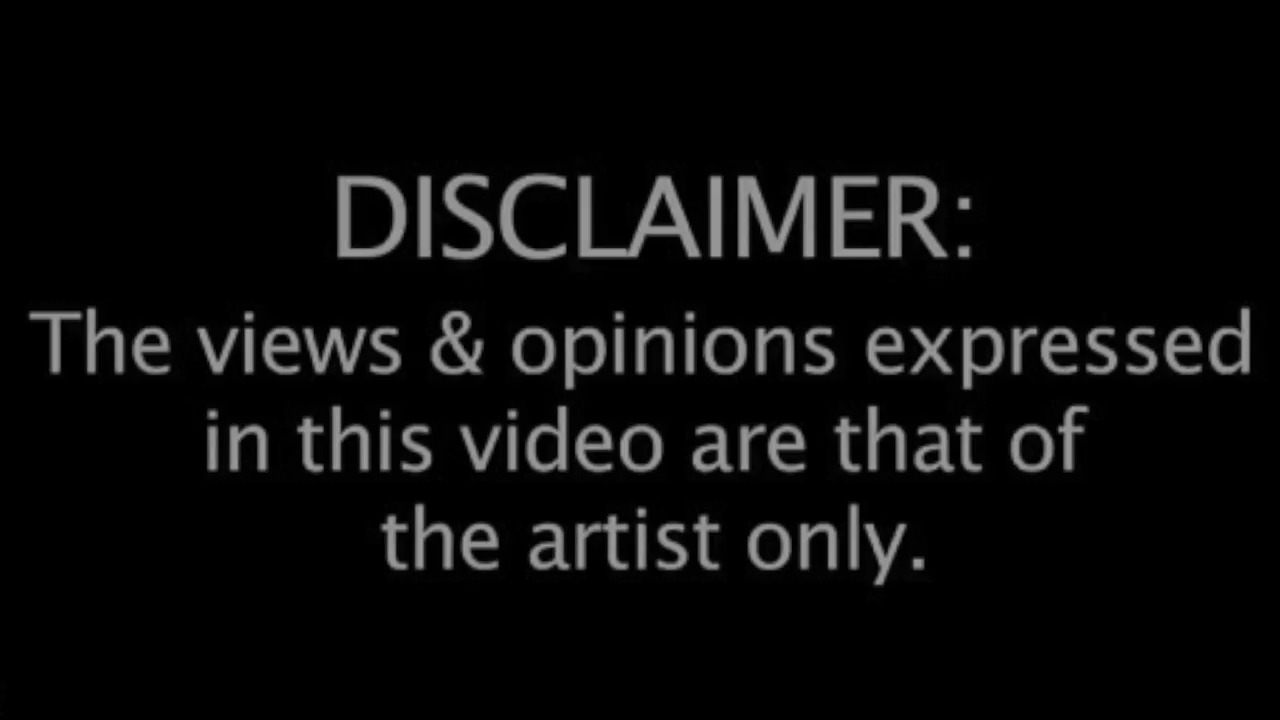 DISCLAIMER:
The views & opinions expressed
in this video are that of
the artist only.